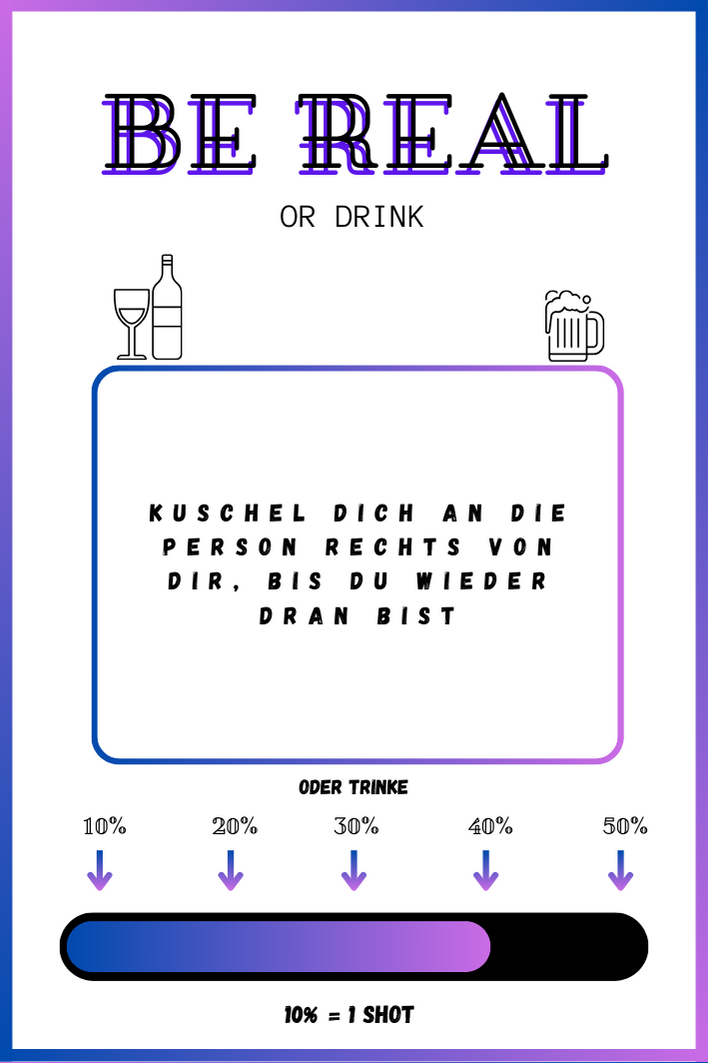 BE REAL
OR DRINK
KUSCHEL DICH AN DIE
PERSON RECHTS VON
DIR, BIS DU WIEDER
DRAN BIST
ODER TRINKE
10% 20% 30% 40% 50%
10% = 1 SHOT